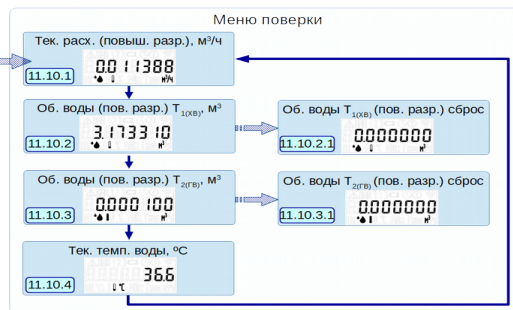 Меню поверки
Тек. расх. (повыш. разр.), м³/ч
0.011388
м³/ч
11.10.1
Об. воды (пов. разр.) T1(ХВ), м³
3.173310
м³
11.10.2
Об. воды T1(ХВ) (пов. разр.) сброс
0.000000
м³
11.10.2.1
Об. воды (пов. разр.) T2(ГВ), м³
0.000100
м³
11.10.3
Об. воды T2(ГВ) (пов. разр.) сброс
0.000000
м³
11.10.3.1
Тек. темп. воды, ºС
36.6
°C
11.10.4